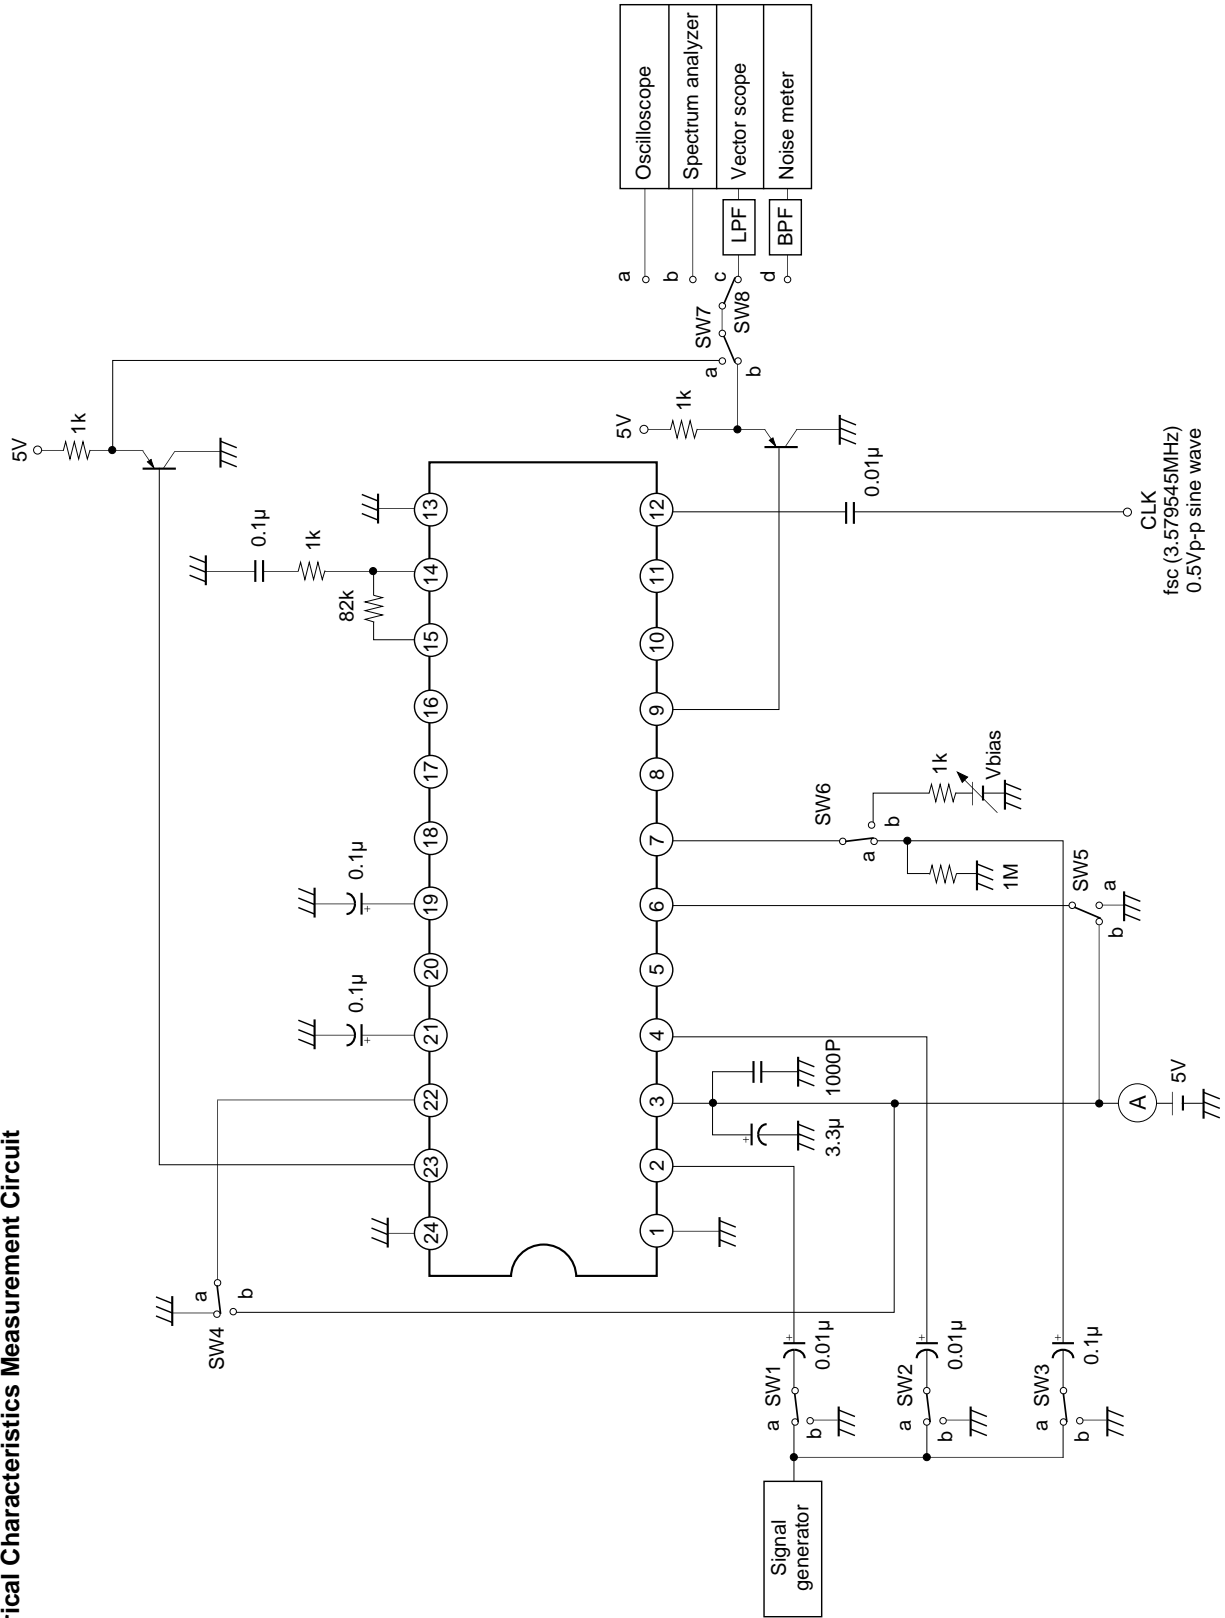 rical Characteristics Measurement Circuit
5V
1k
0.1µ
1k
82k
0.1µ
0.1µ
SW4
a
b
24
23
22
21
20
19
18
17
16
15
14
13
1
2
3
4
5
6
7
8
9
10
11
12
5V
1k
SW7
a
b
SW8
a
b
c
d
LPF
BPF
Oscilloscope
Spectrum analyzer
Vector scope
Noise meter
0.01µ
CLK
fsc (3.579545MHz)
0.5Vp-p sine wave
SW6
a
b
1k
Vbias
1M
SW5
a
b
3.3µ
1000P
A
5V
Signal
generator
SW1
a
b
0.01µ
SW2
a
b
0.01µ
SW3
a
b
0.1µ
+
+
+
+
+
+